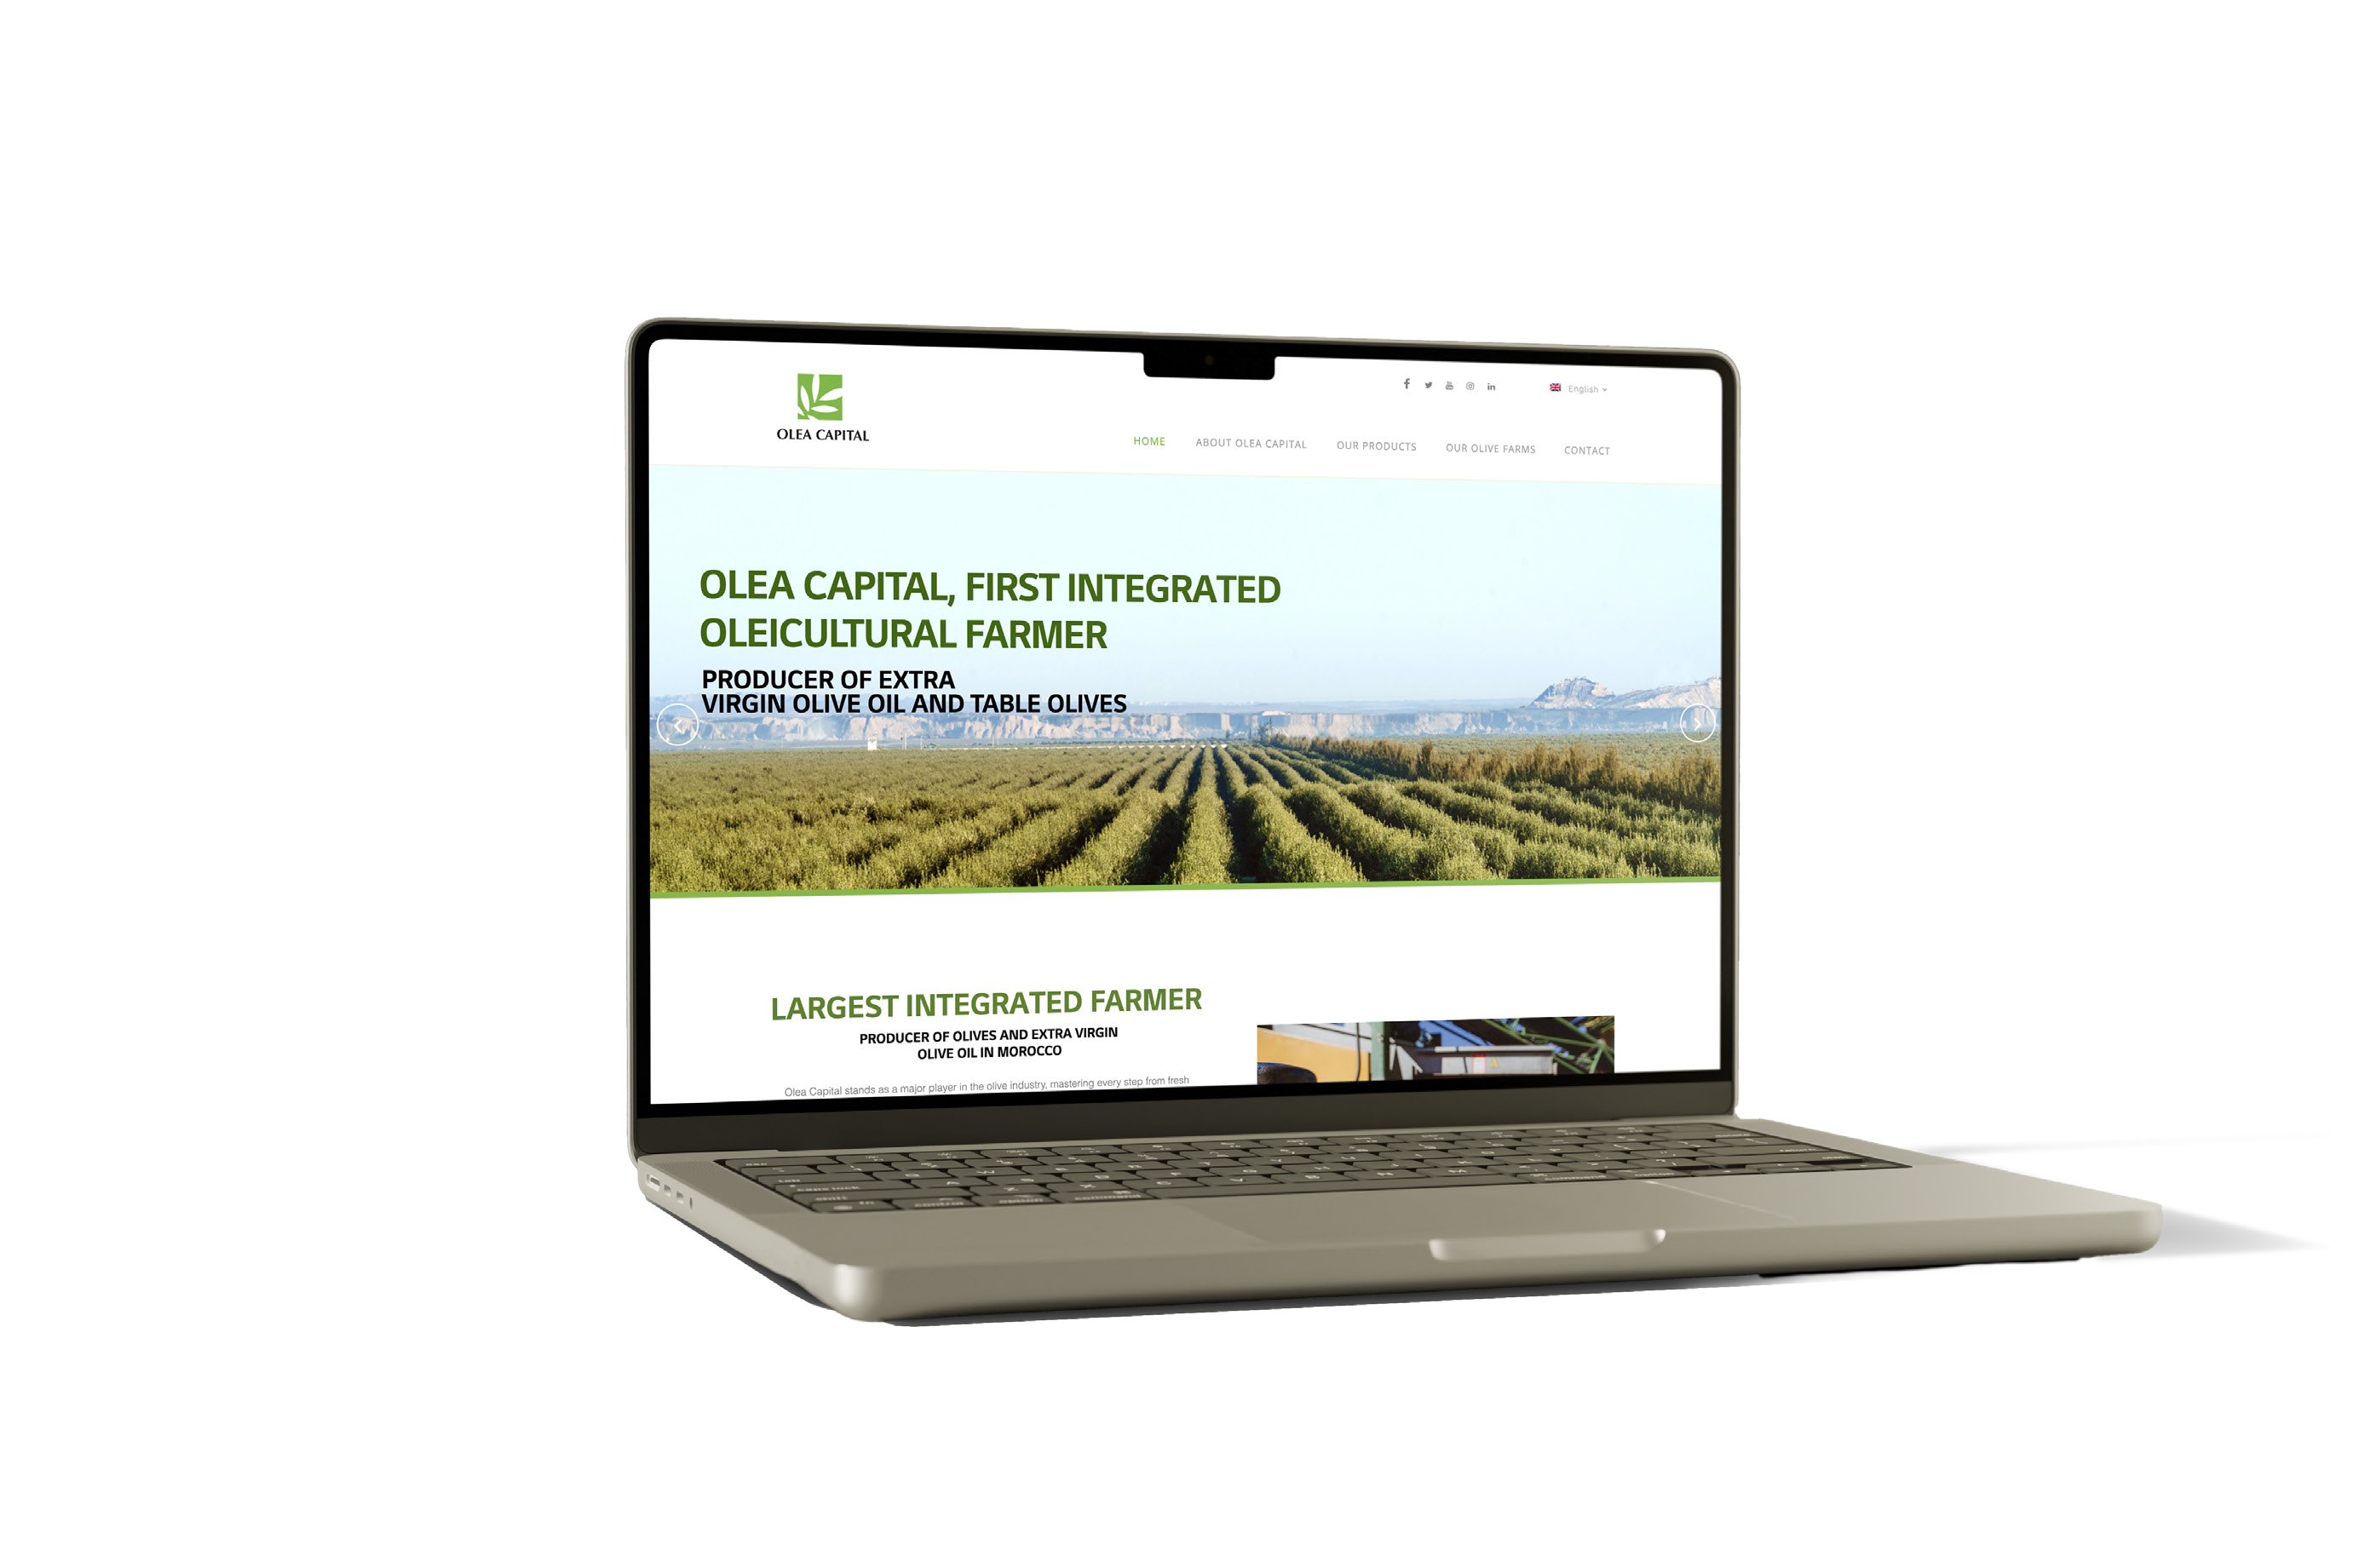 English
OLEA CAPITAL
HOME
ABOUT OLEA CAPITAL
OUR PRODUCTS
OUR OLIVE FARMS
CONTACT
OLEA CAPITAL, FIRST INTEGRATED
OLEICULTURAL FARMER
PRODUCER OF EXTRA
VIRGIN OLIVE OIL AND TABLE OLIVES
LARGEST INTEGRATED FARMER
PRODUCER OF OLIVES AND EXTRA VIRGIN
OLIVE OIL IN MOROCCO
Olea Capital stands as a major player in the olive industry, mastering every step from fresh